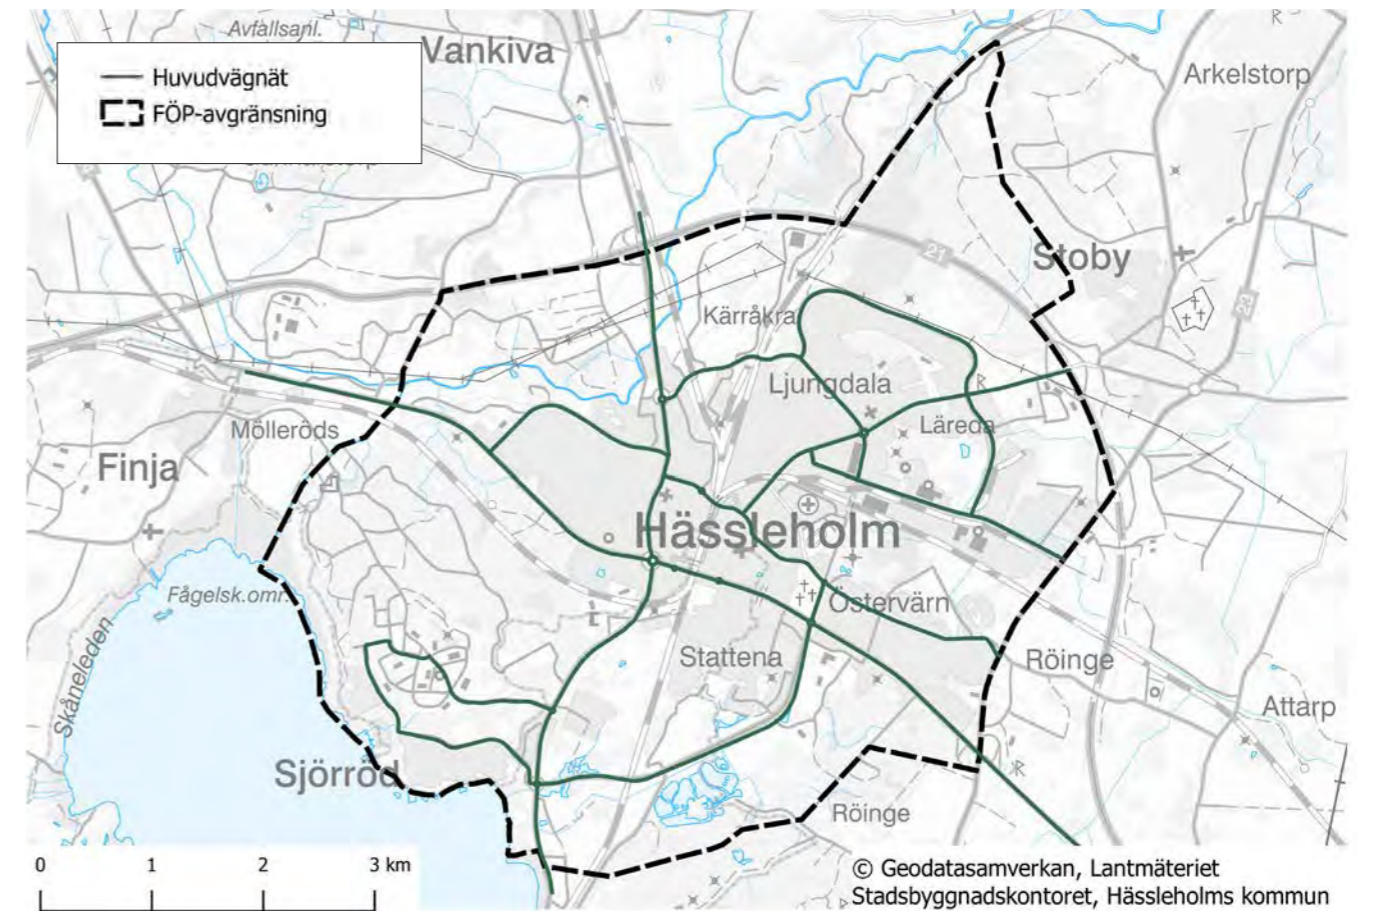 Avfallsanl.
Vankiva
Huvudvägnät
FÖP-avgränsning
Arkelstorp
21
Stoby
23
Kärråkra
Ljungdala
Läreda
Mölleröds
Finja
Hässleholm
Fågelsk.omr.
Östervärn
Skåneleden
Stattena
Röinge
Attarp
Sjörröd
Röinge
0 1 2 3 km
© Geodatasamverkan, Lantmäteriet
Stadsbyggnadskontoret, Hässleholms kommun